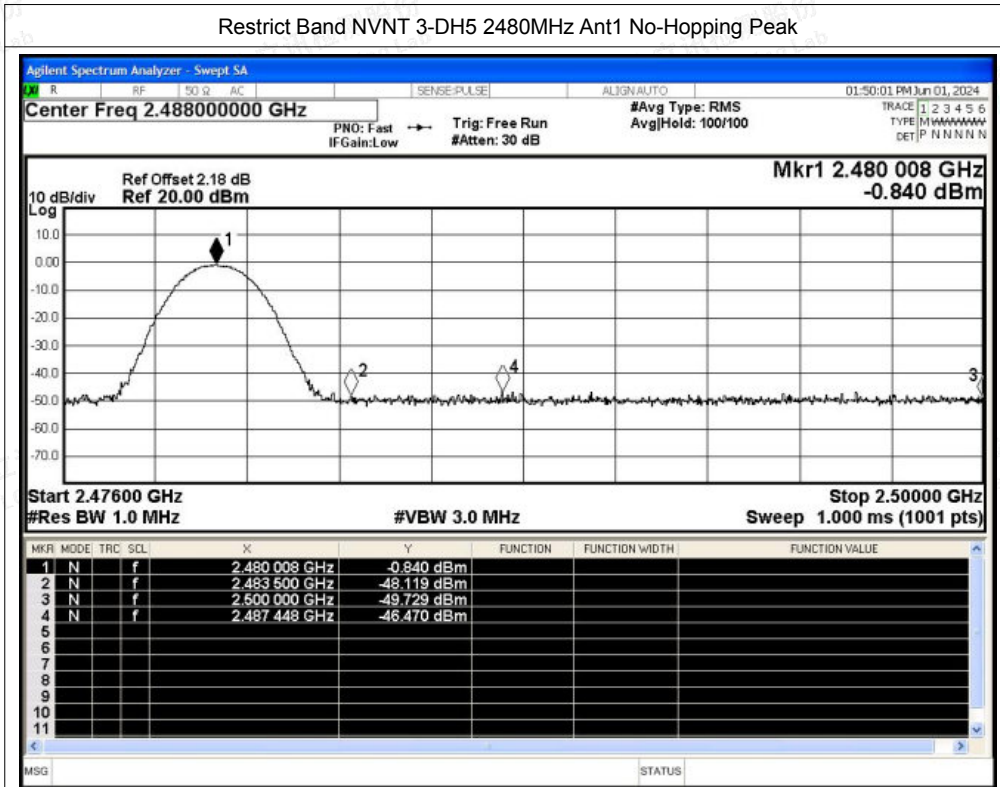 Restrict Band NVNT 3-DH5 2480MHz Ant1 No-Hopping Peak
Agilent Spectrum Analyzer - Swept SA
R RF 50 Ω AC SENSE:PULSE ALIGN AUTO 01:50:01 PM Jun 01, 2024
Center Freq 2.488000000 GHz #Avg Type: RMS TRACE 1 2 3 4 5 6
PNO: Fast Trig: Free Run Avg|Hold: 100/100 TYPE M WWWWW
IFGain:Low #Atten: 30 dB DET P N N N N N
Mkr1 2.480 008 GHz
Ref Offset 2.18 dB -0.840 dBm
10 dB/div Ref 20.00 dBm
Log
10.0
1
0.00
-10.0
-20.0
-30.0
-40.0
2 4 3
-50.0
-60.0
-70.0
Start 2.47600 GHz Stop 2.50000 GHz
#Res BW 1.0 MHz #VBW 3.0 MHz Sweep 1.000 ms (1001 pts)
MKR MODE TRC SCL X Y FUNCTION FUNCTION WIDTH FUNCTION VALUE
1 N f 2.480 008 GHz -0.840 dBm
2 N f 2.483 500 GHz -48.119 dBm
3 N f 2.500 000 GHz -49.729 dBm
4 N f 2.487 448 GHz -46.470 dBm
5
6
7
8
9
10
11
MSG STATUS